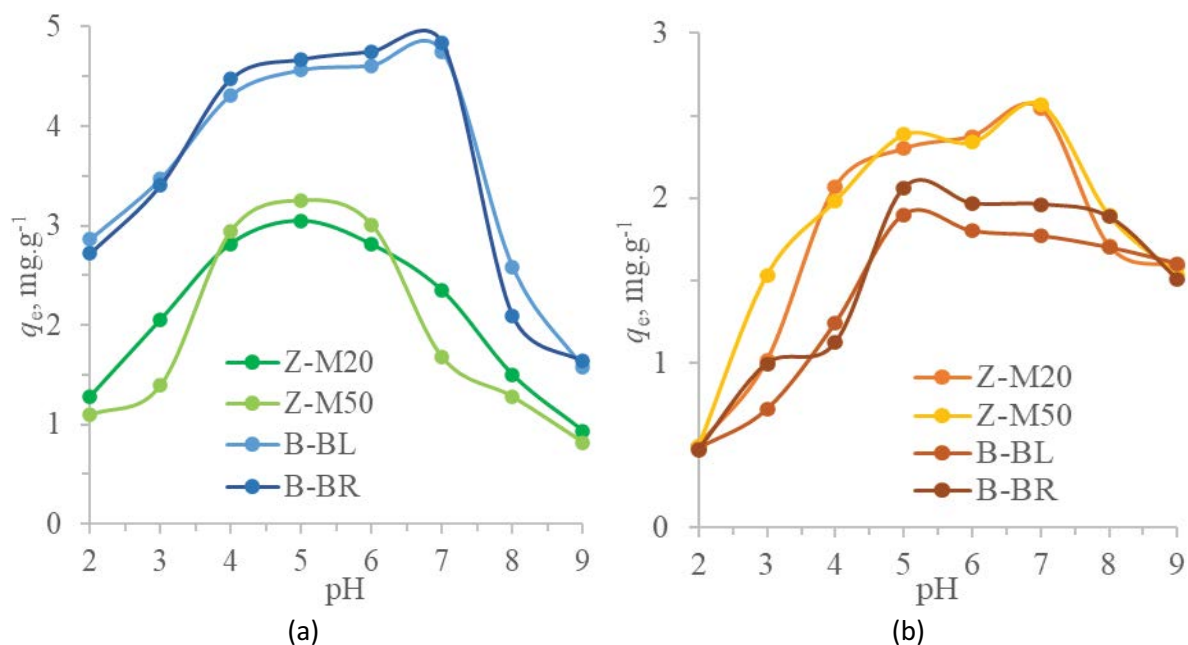 5
4
3
2
1
0
qe, mg.g-1
Z-M20
Z-M50
B-BL
B-BR
2 3 4 5 6 7 8 9
pH
(a)
3
2
1
0
qe, mg.g-1
Z-M20
Z-M50
B-BL
B-BR
2 3 4 5 6 7 8 9
pH
(b)